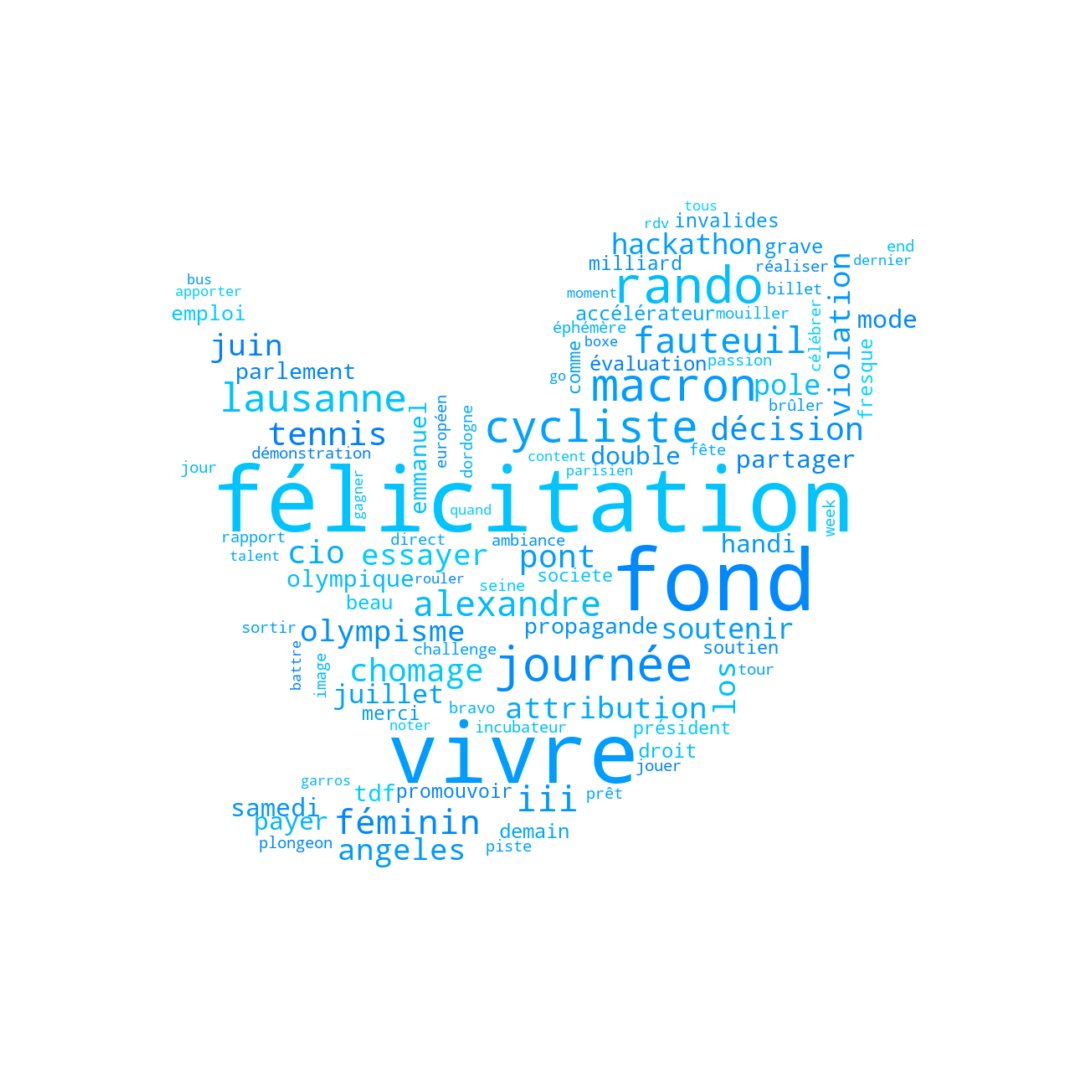 tous
rdv
invalides
hackathon
grave
end
dernier
milliard
réaliser
bus
apporter
moment
rando
billet
violation
emploi
accélérateur
mouiller
célébrer
mode
éphémère
boxe
fauteuil
juin
comme
évaluation
passion
fresque
parlement
go
macron
pole
lausanne
européen
brûler
tennis
emmanuel
dordogne
cycliste
décision
démonstration
content
double
fête
partager
jour
gagner
parisien
félicitation
quand
week
rapport
direct
ambiance
handi
talent
cio
essayer
pont
fond
olympique
rouler
seine
societe
beau
alexandre
sortir
olympisme
propagande
soutenir
battre
image
chomage
challenge
journée
soutien
los
tour
juillet
merci
bravo
attribution
noter
incubateur
président
vivre
droit
jouer
garros
tdf
promouvoir
iii
prêt
samedi
payer
féminin
demain
plongeon
angeles
piste